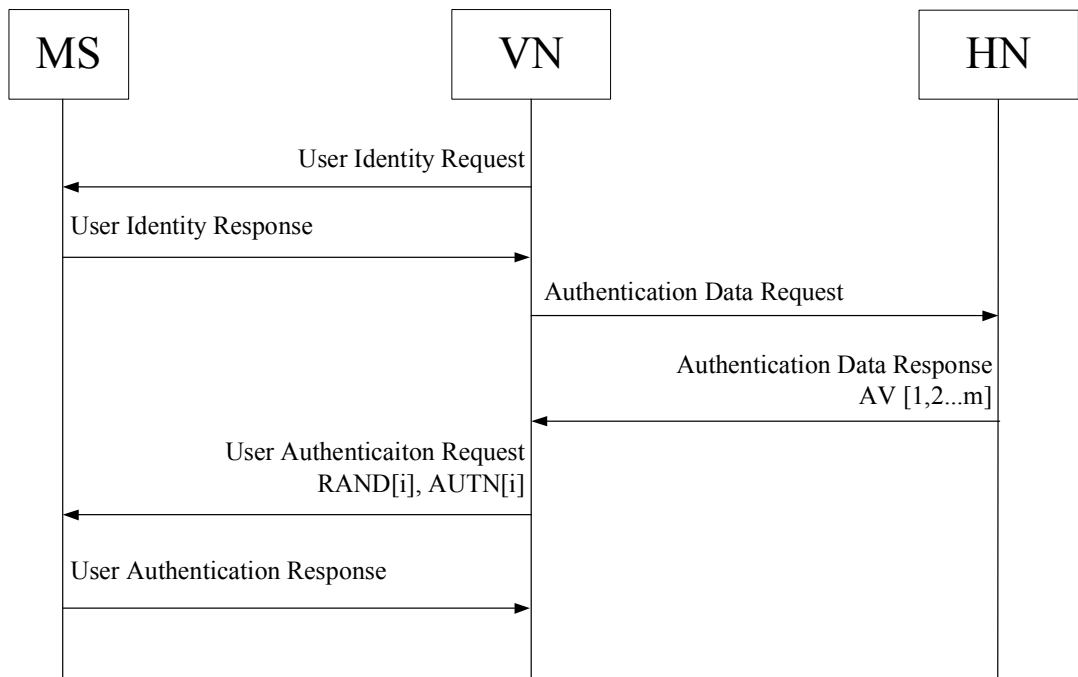 MS
VN
HN
User Identity Request
User Identity Response
Authentication Data Request
Authentication Data Response
AV [1,2...m]
User Authenticaiton Request
RAND[i], AUTN[i]
User Authentication Response